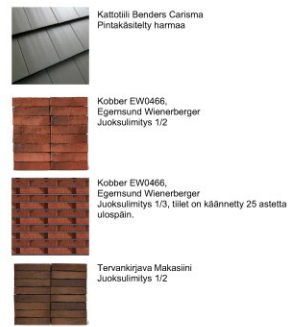 Kattotiili Benders Carisma
Pintakäsitelty harmaa
Kobber EW0466,
Egernsund Wienerberger
Juoksulimitys 1/2
Kobber EW0466,
Egernsund Wienerberger
Juoksulimitys 1/3, tiilet on käännetty 25 astetta
ulospäin.
Tervankirjava Makasiini
Juoksulimitys 1/2